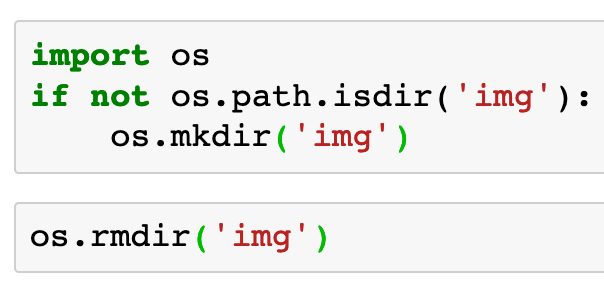 import os
if not os.path.isdir('img'):
    os.mkdir('img')
os.rmdir('img')